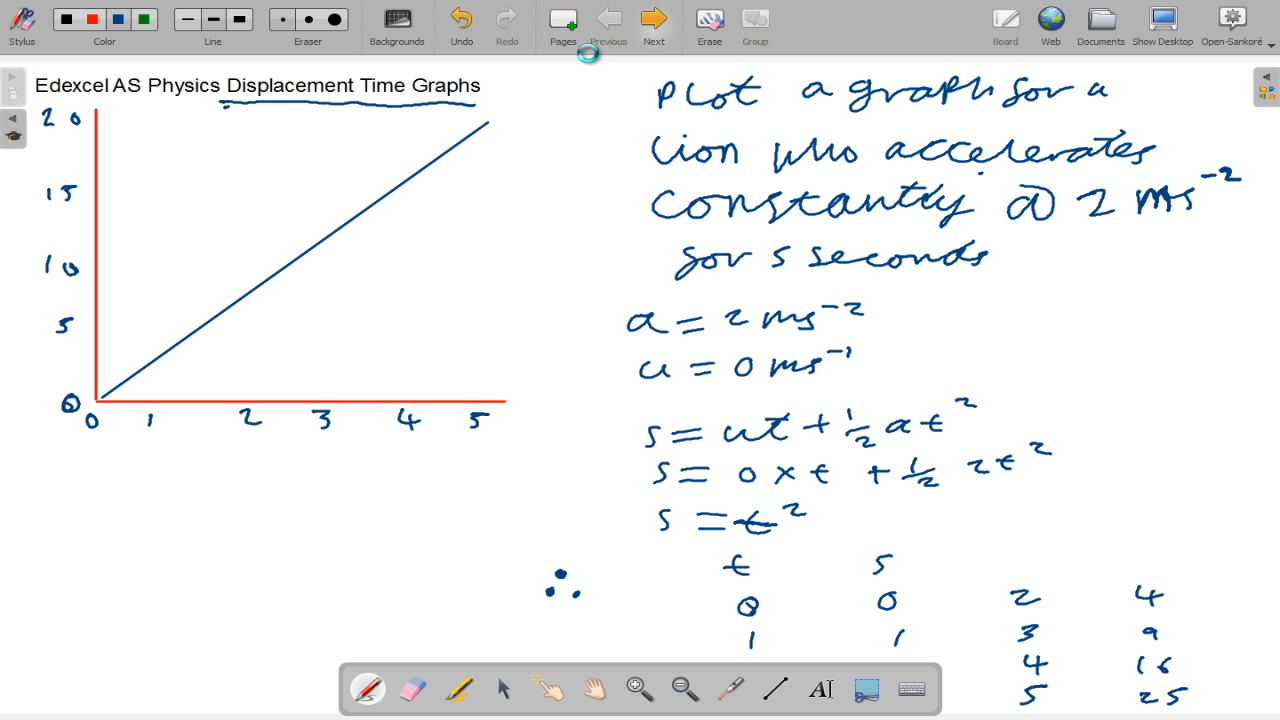 Stylus Color Line Eraser Backgrounds Undo Redo Pages Previous Next Erase Group Board Web Documents Show Desktop Open-Sankoré
Edexcel AS Physics Displacement Time Graphs
20
15
10
5
0
0 1 2 3 4 5
Plot a graph for a
lion who accelerates
constantly @ 2 ms⁻²
for 5 seconds
a = 2 ms⁻²
u = 0 ms⁻¹
s = ut + ½ at²
s = 0 × t + ½ 2t²
s = t²
∴ t s
0 0 2 4
1 1 3 9
4 16
5 25
AI